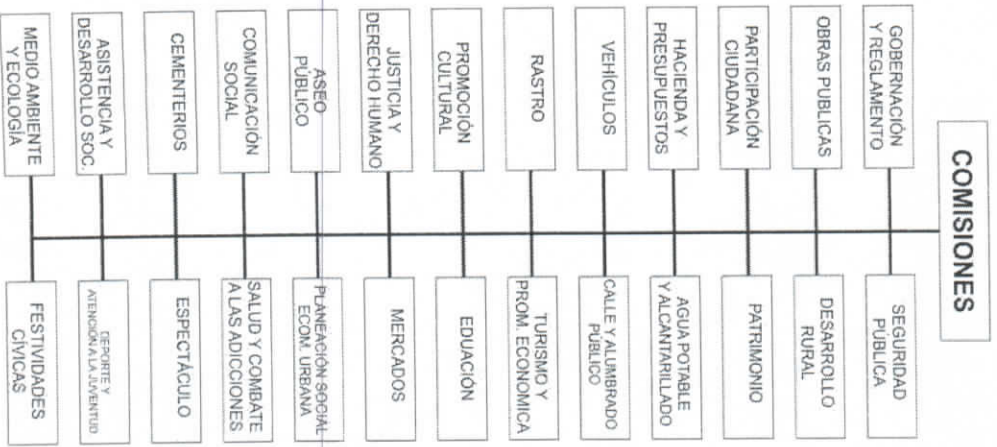 COMISIONES
GOBERNACIÓN
Y REGLAMENTO
SEGURIDAD
PÚBLICA
OBRAS PUBLICAS
DESARROLLO
RURAL
PARTICIPACIÓN
CIUDADANA
PATRIMONIO
HACIENDA Y
PRESUPUESTOS
AGUA POTABLE
Y ALCANTARILLADO
VEHÍCULOS
CALLE Y ALUMBRADO
PÚBLICO
RASTRO
TURISMO Y
PROM. ECONOMICA
PROMOCIÓN
CULTURAL
EDUACIÓN
JUSTICIA Y
DERECHO HUMANO
MERCADOS
ASEO
PÚBLICO
PLANEACIÓN SOCIAL
ECOM. URBANA
COMUNICACIÓN
SOCIAL
SALUD Y COMBATE
A LAS ADICCIONES
CEMENTERIOS
ESPECTÁCULO
ASISTENCIA Y
DESARROLLO SOC.
DEPORTE Y
ATENCIÓN A LA JUVENTUD
MEDIO AMBIENTE
Y ECOLOGÍA
FESTIVIDADES
CÍVICAS